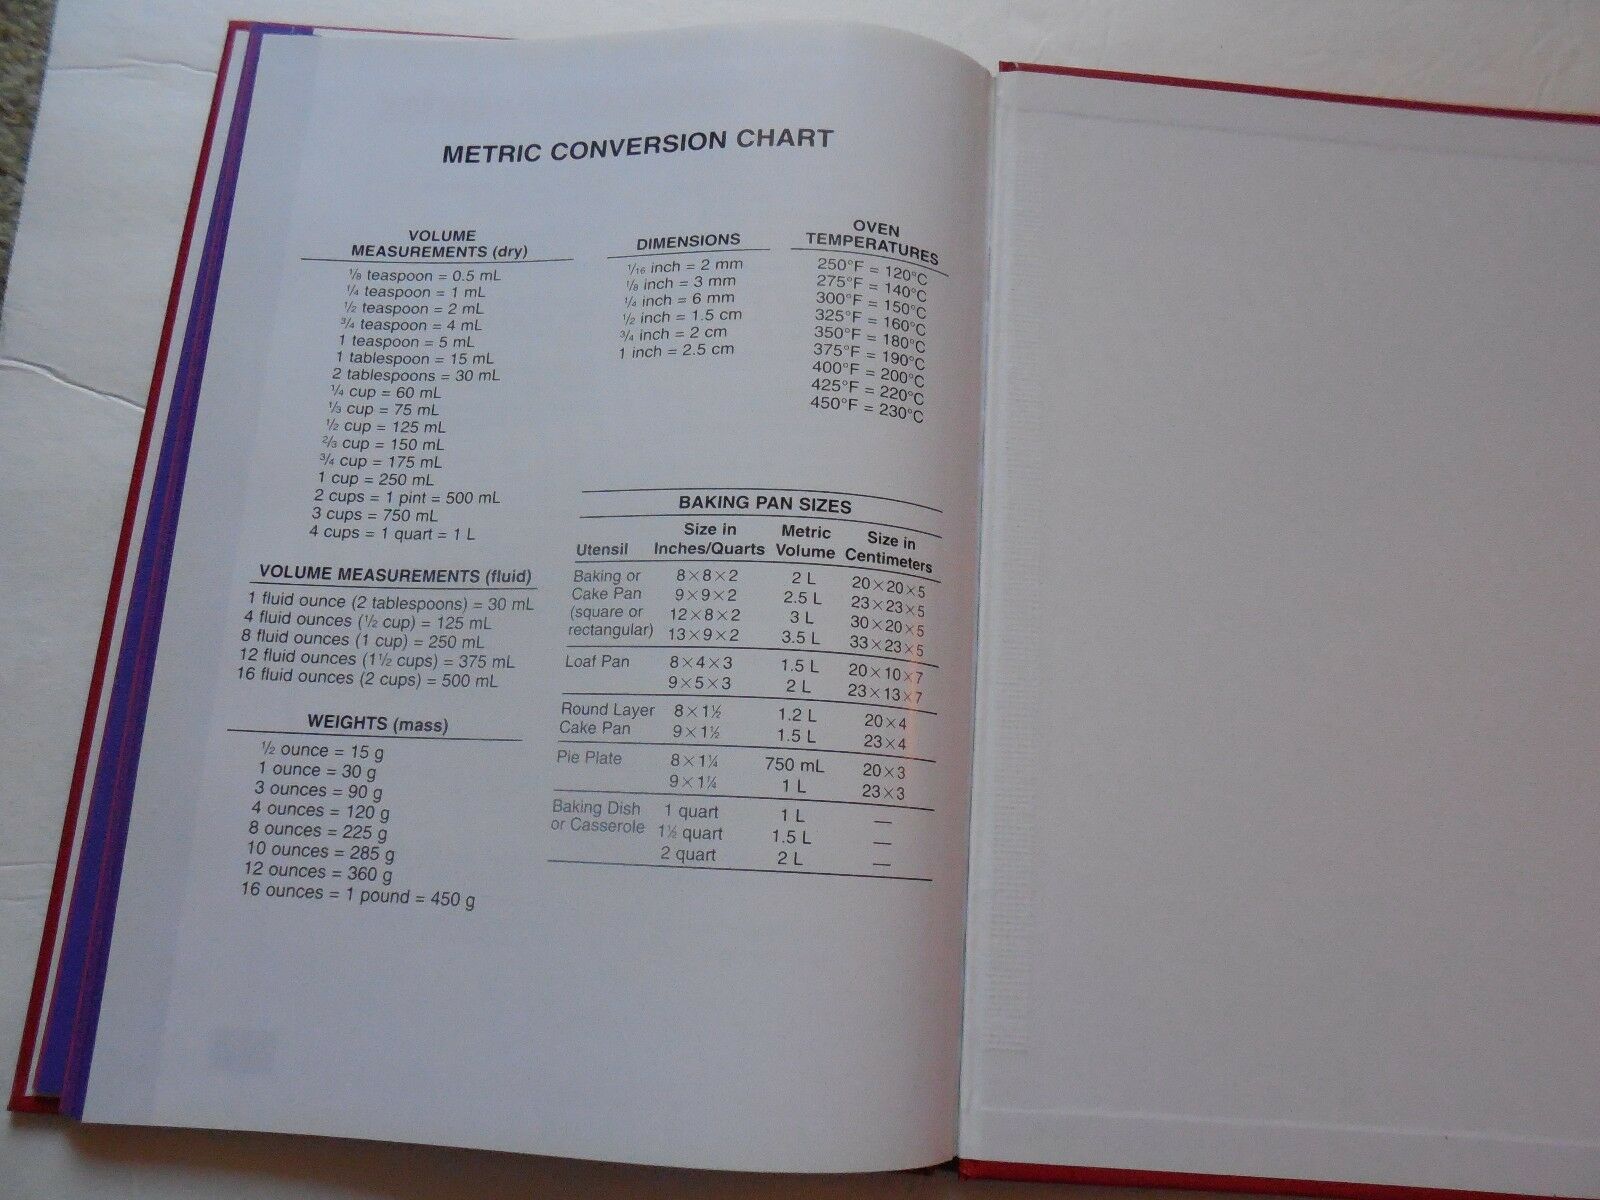 METRIC CONVERSION CHART
VOLUME
MEASUREMENTS (dry)
⅛ teaspoon = 0.5 mL
¼ teaspoon = 1 mL
½ teaspoon = 2 mL
¾ teaspoon = 4 mL
1 teaspoon = 5 mL
1 tablespoon = 15 mL
2 tablespoons = 30 mL
¼ cup = 60 mL
⅓ cup = 75 mL
½ cup = 125 mL
⅔ cup = 150 mL
¾ cup = 175 mL
1 cup = 250 mL
2 cups = 1 pint = 500 mL
3 cups = 750 mL
4 cups = 1 quart = 1 L
VOLUME MEASUREMENTS (fluid)
1 fluid ounce (2 tablespoons) = 30 mL
4 fluid ounces (½ cup) = 125 mL
8 fluid ounces (1 cup) = 250 mL
12 fluid ounces (1½ cups) = 375 mL
16 fluid ounces (2 cups) = 500 mL
WEIGHTS (mass)
½ ounce = 15 g
1 ounce = 30 g
3 ounces = 90 g
4 ounces = 120 g
8 ounces = 225 g
10 ounces = 285 g
12 ounces = 360 g
16 ounces = 1 pound = 450 g
DIMENSIONS
1/16 inch = 2 mm
⅛ inch = 3 mm
¼ inch = 6 mm
½ inch = 1.5 cm
¾ inch = 2 cm
1 inch = 2.5 cm
OVEN
TEMPERATURES
250°F = 120°C
275°F = 140°C
300°F = 150°C
325°F = 160°C
350°F = 180°C
375°F = 190°C
400°F = 200°C
425°F = 220°C
450°F = 230°C
BAKING PAN SIZES
Size in Metric Size in
Utensil Inches/Quarts Volume Centimeters
Baking or 8×8×2 2 L 20×20×5
Cake Pan 9×9×2 2.5 L 23×23×5
(square or 12×8×2 3 L 30×20×5
rectangular) 13×9×2 3.5 L 33×23×5
Loaf Pan 8×4×3 1.5 L 20×10×7
9×5×3 2 L 23×13×7
Round Layer 8×1½ 1.2 L 20×4
Cake Pan 9×1½ 1.5 L 23×4
Pie Plate 8×1¼ 750 mL 20×3
9×1¼ 1 L 23×3
Baking Dish 1 quart 1 L —
or Casserole 1½ quart 1.5 L —
2 quart 2 L —